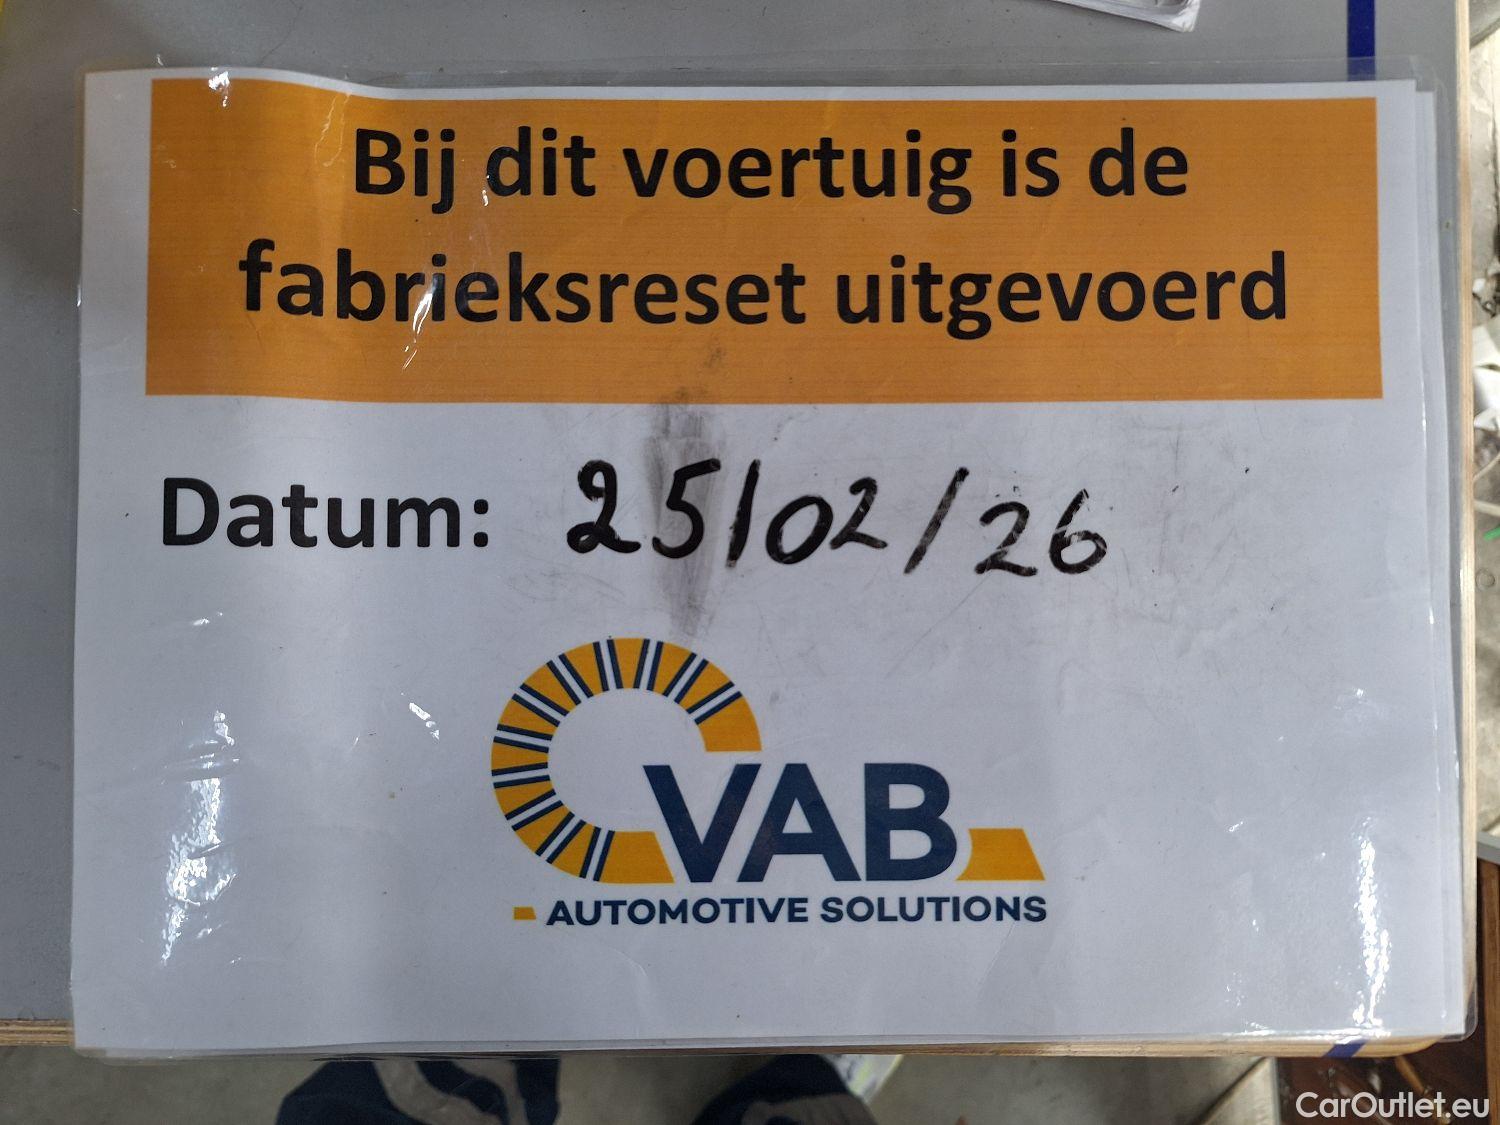 Bij dit voertuig is de
fabrieksreset uitgevoerd
Datum: 25/02/26
VAB
AUTOMOTIVE SOLUTIONS
CarOutlet.eu